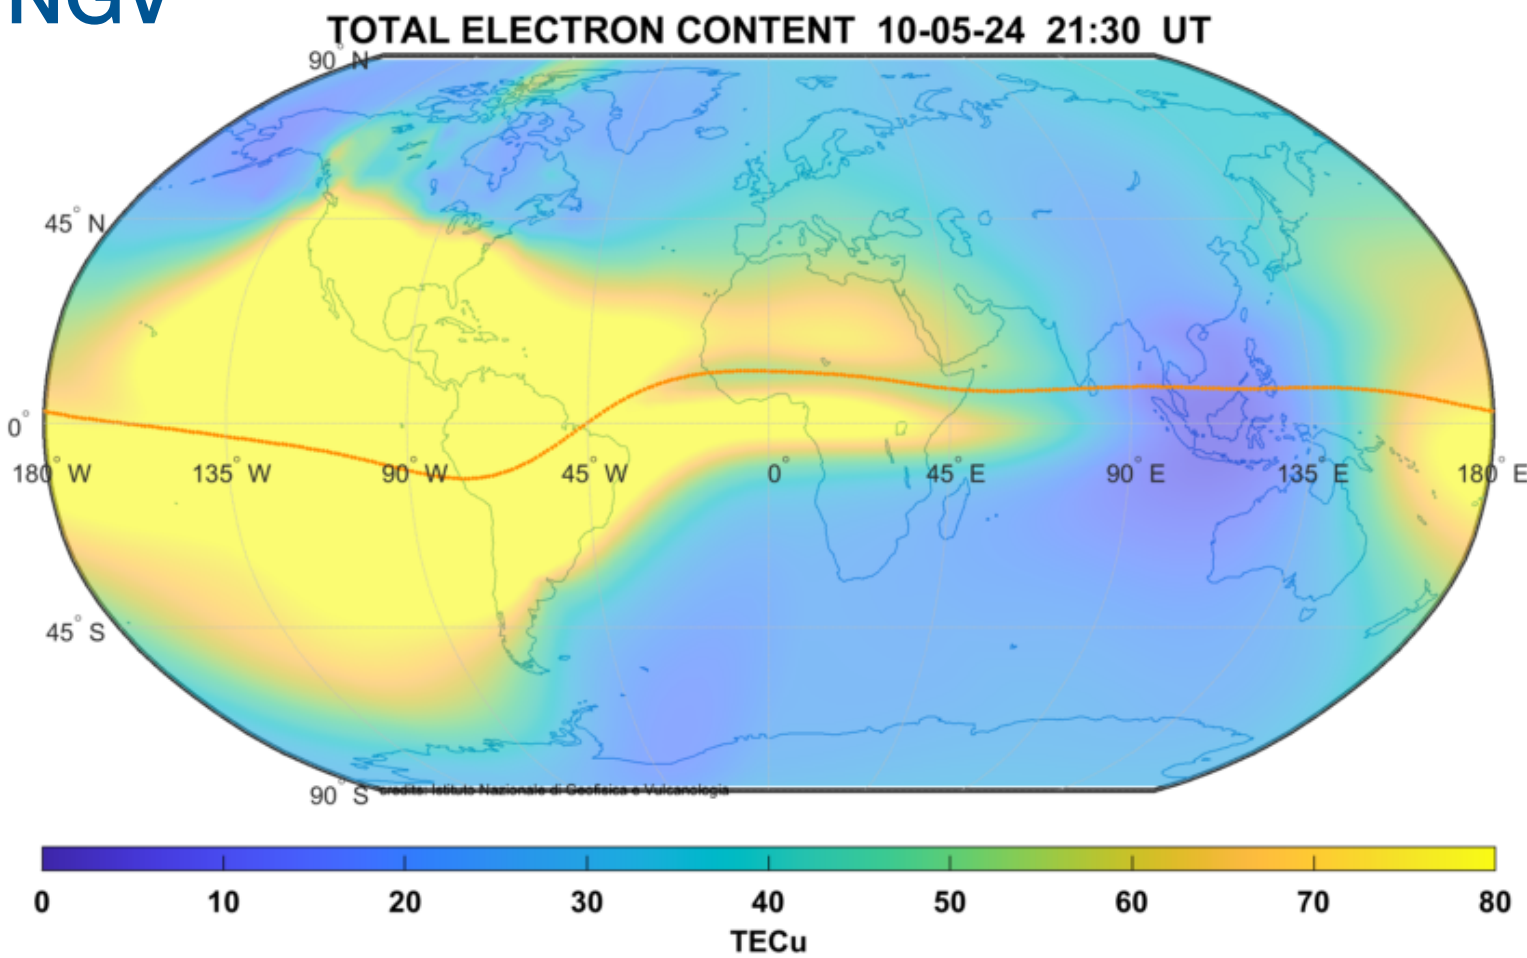 NGV
TOTAL ELECTRON CONTENT 10-05-24 21:30 UT
90° N
45° N
0°
180° W 135° W 90° W 45° W 0° 45° E 90° E 135° E 180° E
45° S
90° S
credits: Istituto Nazionale di Geofisica e Vulcanologia
0 10 20 30 40 50 60 70 80
TECu